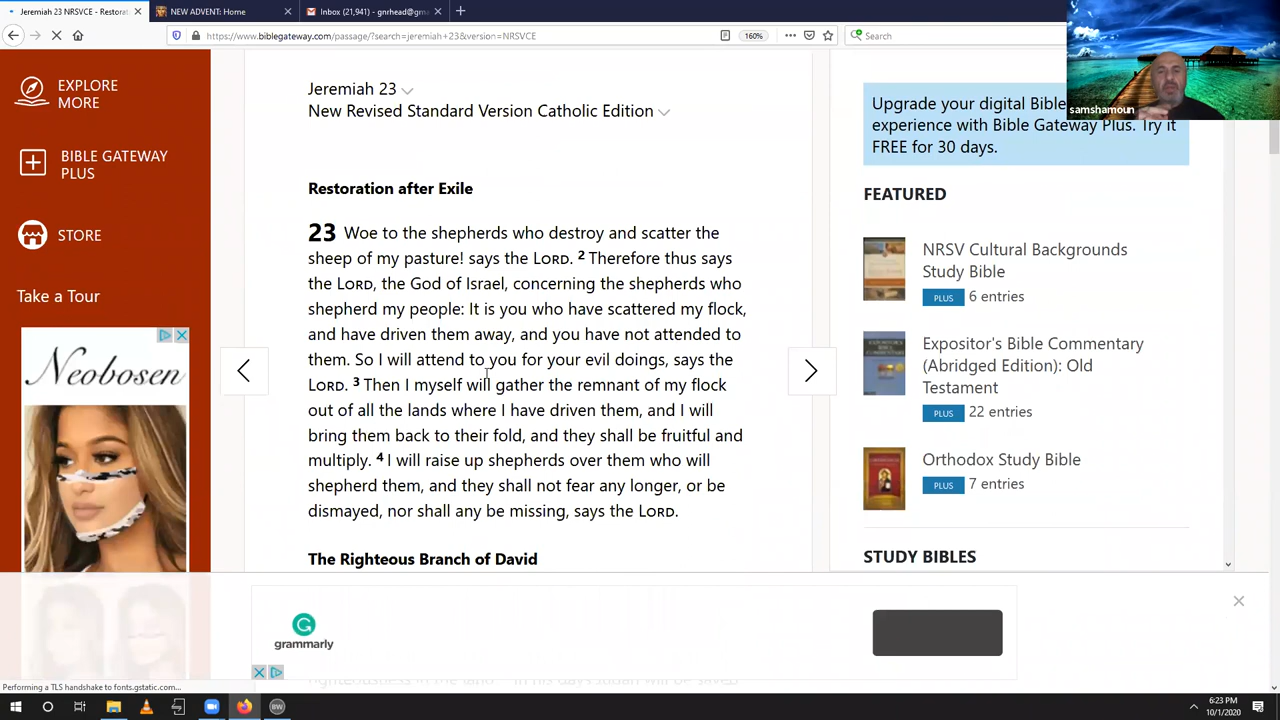 Jeremiah 23 NRSVCE - Restorat
NEW ADVENT: Home
Inbox (21,941) - gnrhead@gm
https://www.biblegateway.com/passage/?search=jeremiah+23&version=NRSVCE
160%
Search
samshamoun
EXPLORE
MORE
BIBLE GATEWAY
PLUS
STORE
Take a Tour
Neobosen
Jeremiah 23
New Revised Standard Version Catholic Edition
Restoration after Exile
23 Woe to the shepherds who destroy and scatter the
sheep of my pasture! says the LORD. 2 Therefore thus says
the LORD, the God of Israel, concerning the shepherds who
shepherd my people: It is you who have scattered my flock,
and have driven them away, and you have not attended to
them. So I will attend to you for your evil doings, says the
LORD. 3 Then I myself will gather the remnant of my flock
out of all the lands where I have driven them, and I will
bring them back to their fold, and they shall be fruitful and
multiply. 4 I will raise up shepherds over them who will
shepherd them, and they shall not fear any longer, or be
dismayed, nor shall any be missing, says the LORD.
The Righteous Branch of David
Upgrade your digital Bible
experience with Bible Gateway Plus. Try it
FREE for 30 days.
FEATURED
NRSV Cultural Backgrounds
Study Bible
PLUS 6 entries
Expositor's Bible Commentary
(Abridged Edition): Old
Testament
PLUS 22 entries
Orthodox Study Bible
PLUS 7 entries
STUDY BIBLES
grammarly
Performing a TLS handshake to fonts.gstatic.com...
BW
6:23 PM
10/1/2020